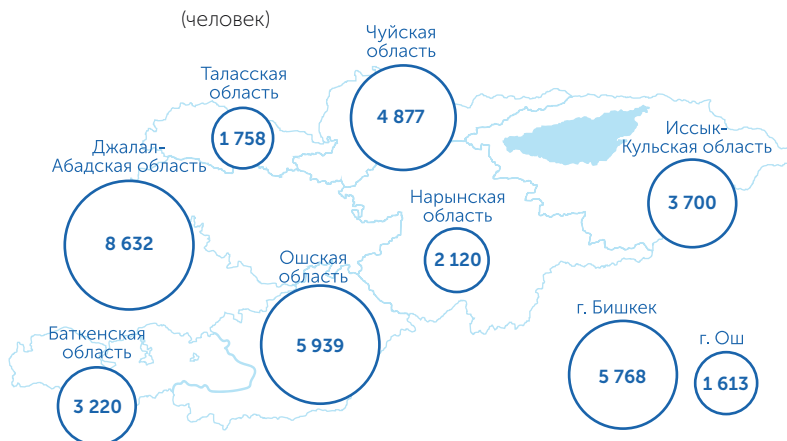 (человек)
Чуйская
область
4 877
Таласская
область
1 758
Иссык-
Кульская область
3 700
Джалал-
Абадская область
8 632
Нарынская
область
2 120
Ошская
область
5 939
г. Бишкек
5 768
г. Ош
1 613
Баткенская
область
3 220